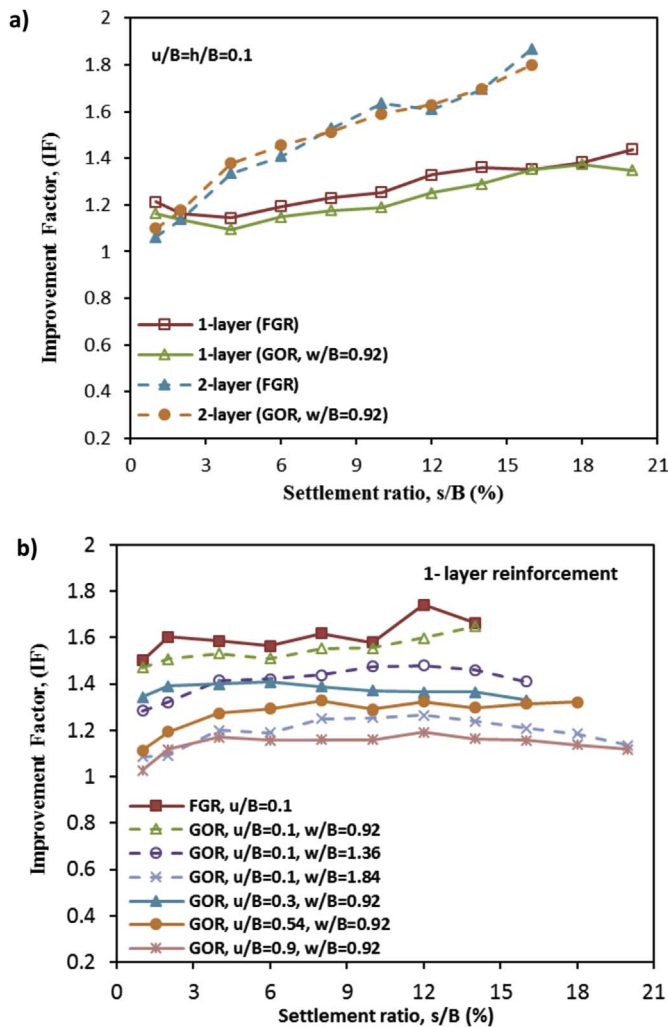 a)
2
1.8
1.6
1.4
1.2
1
0.8
0.6
0.4
0.2
Improvement Factor, (IF)
u/B=h/B=0.1
1-layer (FGR)
1-layer (GOR, w/B=0.92)
2-layer (FGR)
2-layer (GOR, w/B=0.92)
0 3 6 9 12 15 18 21
Settlement ratio, s/B (%)
b)
2
1.8
1.6
1.4
1.2
1
0.8
0.6
0.4
0.2
Improvement Factor, (IF)
1- layer reinforcement
FGR, u/B=0.1
GOR, u/B=0.1, w/B=0.92
GOR, u/B=0.1, w/B=1.36
GOR, u/B=0.1, w/B=1.84
GOR, u/B=0.3, w/B=0.92
GOR, u/B=0.54, w/B=0.92
GOR, u/B=0.9, w/B=0.92
0 3 6 9 12 15 18 21
Settlement ratio, s/B (%)